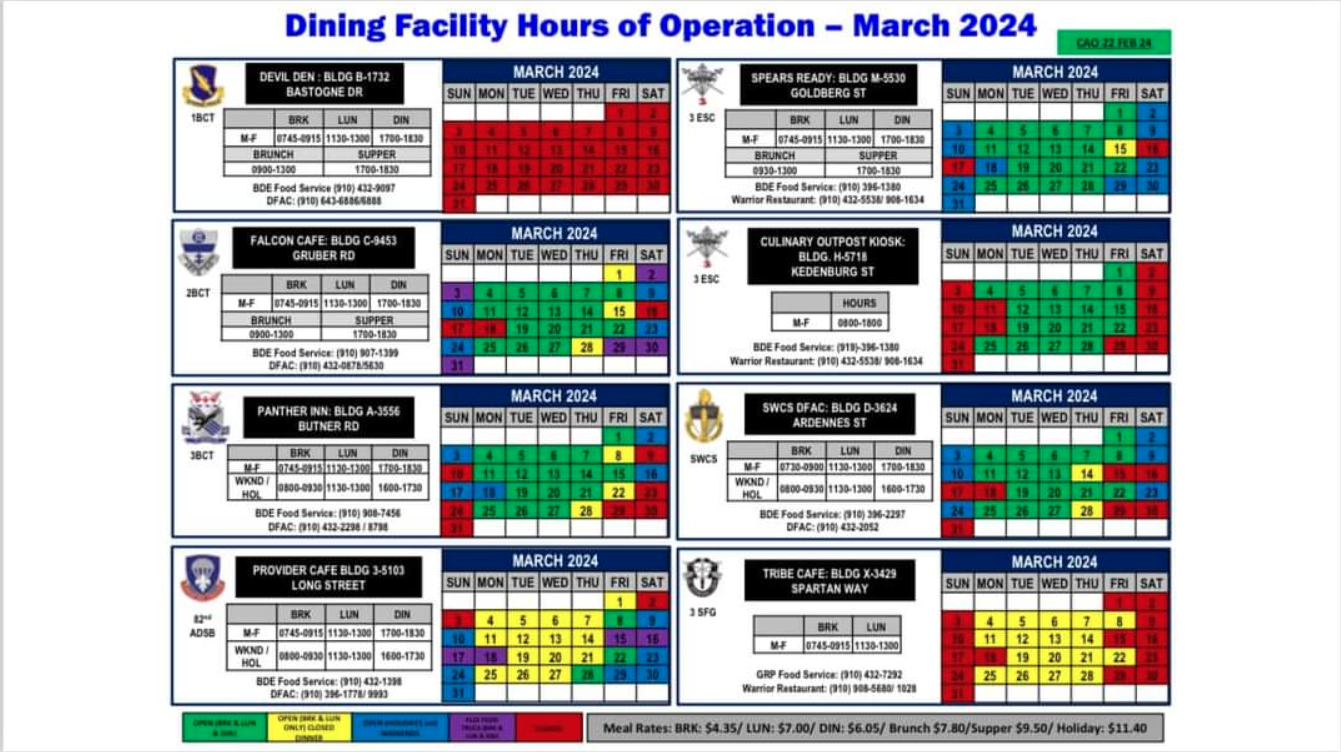 Dining Facility Hours of Operation – March 2024
CAO 22 FEB 24
1BCT
DEVIL DEN : BLDG B-1732
BASTOGNE DR
BRK LUN DIN
M-F 0745-0915 1130-1300 1700-1830
BRUNCH SUPPER
0900-1300 1700-1830
BDE Food Service (910) 432-9097
DFAC: (910) 643-6886/6888
MARCH 2024
SUN MON TUE WED THU FRI SAT
1 2
3 4 5 6 7 8 9
10 11 12 13 14 15 16
17 18 19 20 21 22 23
24 25 26 27 28 29 30
31
3 ESC
SPEARS READY: BLDG M-5530
GOLDBERG ST
BRK LUN DIN
M-F 0745-0915 1130-1300 1700-1830
BRUNCH SUPPER
0930-1300 1700-1830
BDE Food Service: (910) 396-1380
Warrior Restaurant: (910) 432-5538/ 908-1634
MARCH 2024
SUN MON TUE WED THU FRI SAT
1 2
3 4 5 6 7 8 9
10 11 12 13 14 15 16
17 18 19 20 21 22 23
24 25 26 27 28 29 30
31
2BCT
FALCON CAFE: BLDG C-9453
GRUBER RD
BRK LUN DIN
M-F 0745-0915 1130-1300 1700-1830
BRUNCH SUPPER
0900-1300 1700-1830
BDE Food Service: (910) 907-1399
DFAC: (910) 432-0878/5630
MARCH 2024
SUN MON TUE WED THU FRI SAT
1 2
3 4 5 6 7 8 9
10 11 12 13 14 15 16
17 18 19 20 21 22 23
24 25 26 27 28 29 30
31
3 ESC
CULINARY OUTPOST KIOSK:
BLDG. H-5718
KEDENBURG ST
HOURS
M-F 0800-1800
BDE Food Service: (919)-396-1380
Warrior Restaurant: (910) 432-5538/ 908-1634
MARCH 2024
SUN MON TUE WED THU FRI SAT
1 2
3 4 5 6 7 8 9
10 11 12 13 14 15 16
17 18 19 20 21 22 23
24 25 26 27 28 29 30
31
3BCT
PANTHER INN: BLDG A-3556
BUTNER RD
BRK LUN DIN
M-F 0745-0915 1130-1300 1700-1830
WKND / HOL 0800-0930 1130-1300 1600-1730
BDE Food Service: (910) 908-7456
DFAC: (910) 432-2298 / 8798
MARCH 2024
SUN MON TUE WED THU FRI SAT
1 2
3 4 5 6 7 8 9
10 11 12 13 14 15 16
17 18 19 20 21 22 23
24 25 26 27 28 29 30
31
SWCS
SWCS DFAC: BLDG D-3624
ARDENNES ST
BRK LUN DIN
M-F 0730-0900 1130-1300 1700-1830
WKND / HOL 0800-0930 1130-1300 1600-1730
BDE Food Service: (910) 396-2297
DFAC: (910) 432-2052
MARCH 2024
SUN MON TUE WED THU FRI SAT
1 2
3 4 5 6 7 8 9
10 11 12 13 14 15 16
17 18 19 20 21 22 23
24 25 26 27 28 29 30
31
82nd
ADSB
PROVIDER CAFE BLDG 3-5103
LONG STREET
BRK LUN DIN
M-F 0745-0915 1130-1300 1700-1830
WKND / HOL 0800-0930 1130-1300 1600-1730
BDE Food Service: (910) 432-1398
DFAC: (910) 396-1778/ 9993
MARCH 2024
SUN MON TUE WED THU FRI SAT
1 2
3 4 5 6 7 8 9
10 11 12 13 14 15 16
17 18 19 20 21 22 23
24 25 26 27 28 29 30
31
3 SFG
TRIBE CAFE: BLDG X-3429
SPARTAN WAY
BRK LUN
M-F 0745-0915 1130-1300
GRP Food Service: (910) 432-7292
Warrior Restaurant: (910) 908-5680/ 1028
MARCH 2024
SUN MON TUE WED THU FRI SAT
1 2
3 4 5 6 7 8 9
10 11 12 13 14 15 16
17 18 19 20 21 22 23
24 25 26 27 28 29 30
31
OPEN (BRK & LUN
& DIN)
OPEN (BRK & LUN
ONLY) CLOSED
DINNER
OPEN (HOLIDAYS and
WEEKENDS
TRUCK
CLOSED
Meal Rates: BRK: $4.35/ LUN: $7.00/ DIN: $6.05/ Brunch $7.80/Supper $9.50/ Holiday: $11.40